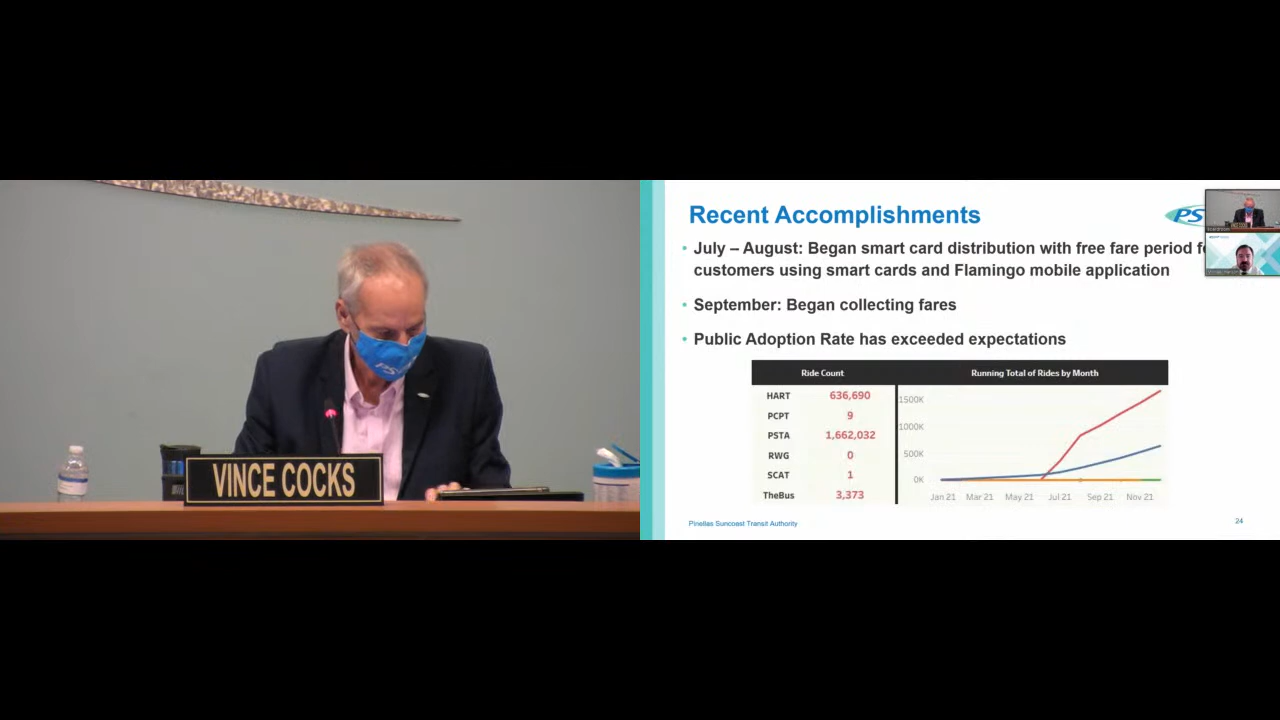 VINCE COCKS
PS
Recent Accomplishments
PS
• July – August: Began smart card distribution with free fare period f
customers using smart cards and Flamingo mobile application
• September: Began collecting fares
• Public Adoption Rate has exceeded expectations
Ride Count
HART 636,690
PCPT 9
PSTA 1,662,032
RWG 0
SCAT 1
TheBus 3,373
Running Total of Rides by Month
1500K
1000K
500K
0K
Jan 21 Mar 21 May 21 Jul 21 Sep 21 Nov 21
Pinellas Suncoast Transit Authority
24